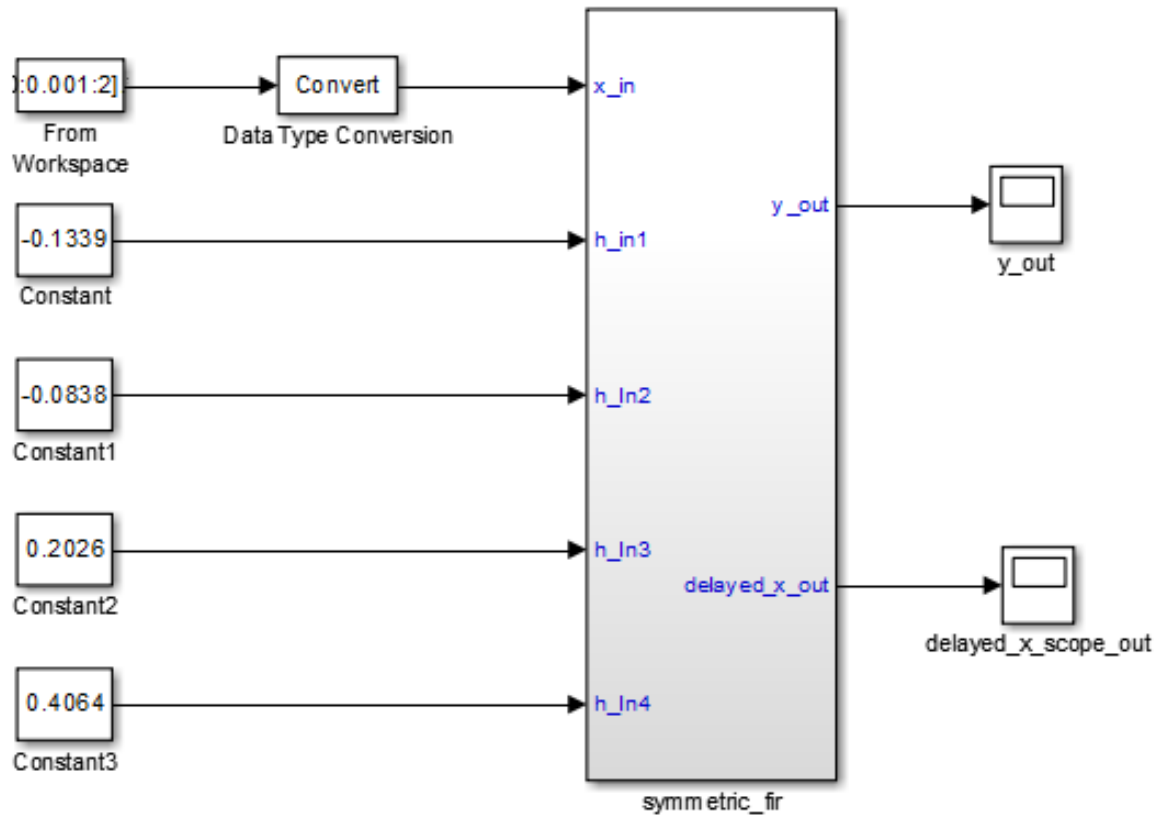 ):0.001:2]
From
Workspace
Convert
Data Type Conversion
-0.1339
Constant
-0.0838
Constant1
0.2026
Constant2
0.4064
Constant3
x_in
h_in1
h_In2
h_In3
h_In4
y_out
delayed_x_out
symmetric_fir
y_out
delayed_x_scope_out